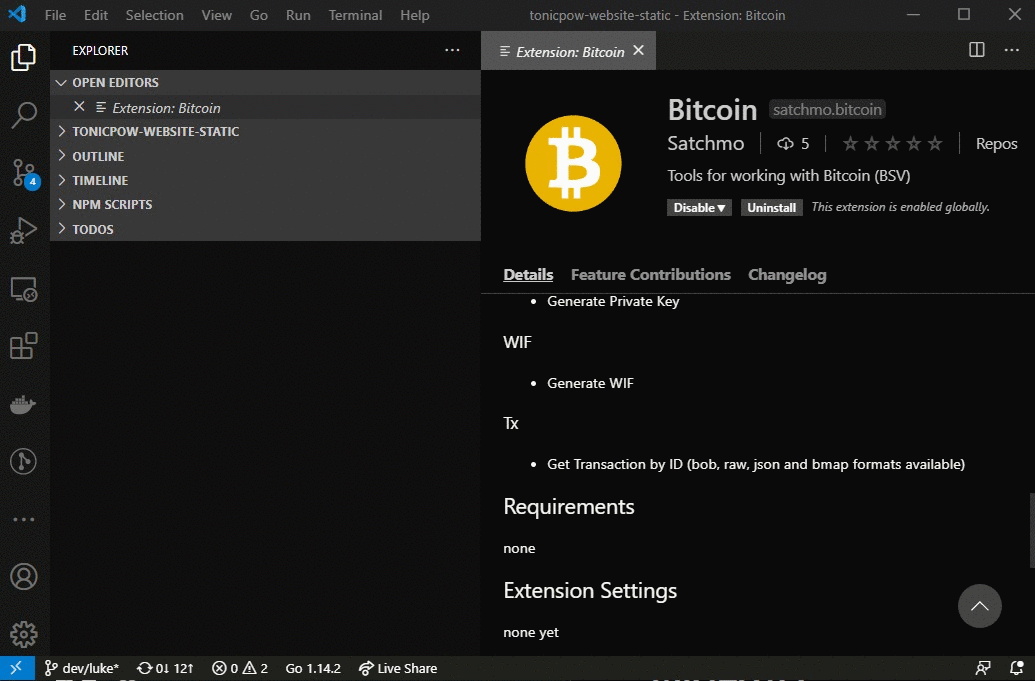 File Edit Selection View Go Run Terminal Help tonicpow-website-static - Extension: Bitcoin
EXPLORER
OPEN EDITORS
Extension: Bitcoin
TONICPOW-WEBSITE-STATIC
OUTLINE
TIMELINE
NPM SCRIPTS
TODOS
4
Extension: Bitcoin
Bitcoin satchmo.bitcoin
Satchmo 5 Repos
Tools for working with Bitcoin (BSV)
Disable Uninstall This extension is enabled globally.
Details Feature Contributions Changelog
• Generate Private Key
WIF
• Generate WIF
Tx
• Get Transaction by ID (bob, raw, json and bmap formats available)
Requirements
none
Extension Settings
none yet
dev/luke* 0↓ 12↑ 0 2 Go 1.14.2 Live Share